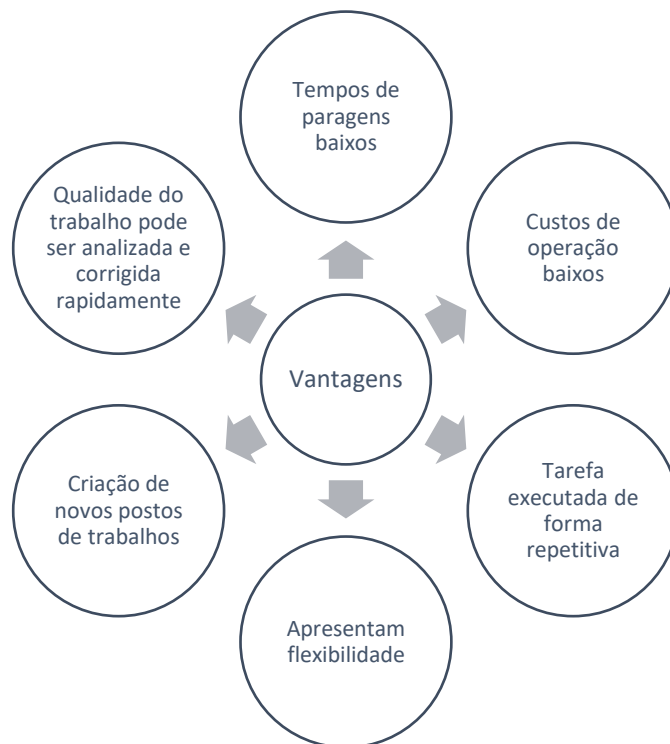 Tempos de
paragens
baixos
Qualidade do
trabalho pode
ser analizada e
corrigida
rapidamente
Custos de
operação
baixos
Vantagens
Criação de
novos postos
de trabalhos
Tarefa
executada de
forma
repetitiva
Apresentam
flexibilidade